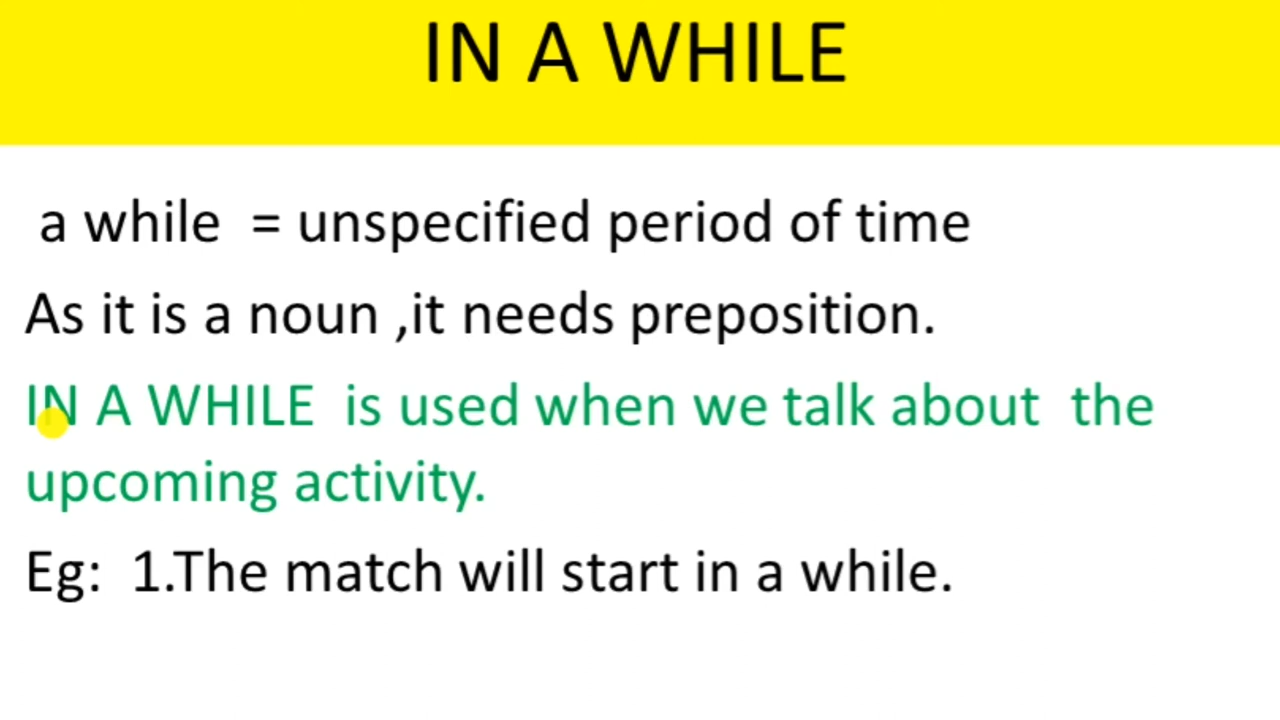 IN A WHILE
a while = unspecified period of time
As it is a noun ,it needs preposition.
IN A WHILE is used when we talk about the
upcoming activity.
Eg: 1.The match will start in a while.